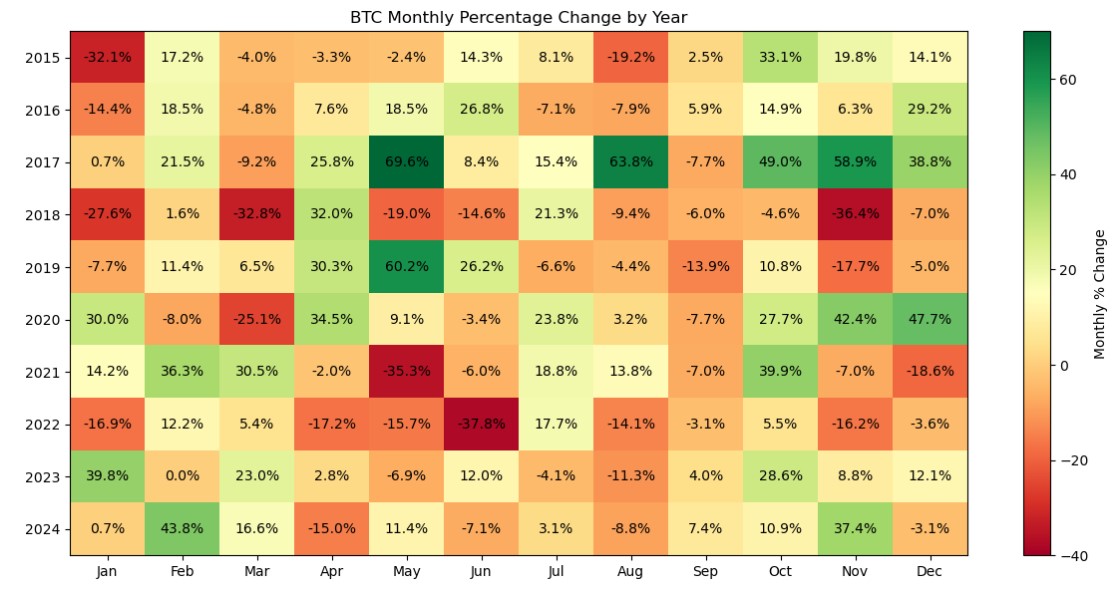 BTC Monthly Percentage Change by Year
2015 -32.1% 17.2% -4.0% -3.3% -2.4% 14.3% 8.1% -19.2% 2.5% 33.1% 19.8% 14.1%
2016 -14.4% 18.5% -4.8% 7.6% 18.5% 26.8% -7.1% -7.9% 5.9% 14.9% 6.3% 29.2%
2017 0.7% 21.5% -9.2% 25.8% 69.6% 8.4% 15.4% 63.8% -7.7% 49.0% 58.9% 38.8%
2018 -27.6% 1.6% -32.8% 32.0% -19.0% -14.6% 21.3% -9.4% -6.0% -4.6% -36.4% -7.0%
2019 -7.7% 11.4% 6.5% 30.3% 60.2% 26.2% -6.6% -4.4% -13.9% 10.8% -17.7% -5.0%
2020 30.0% -8.0% -25.1% 34.5% 9.1% -3.4% 23.8% 3.2% -7.7% 27.7% 42.4% 47.7%
2021 14.2% 36.3% 30.5% -2.0% -35.3% -6.0% 18.8% 13.8% -7.0% 39.9% -7.0% -18.6%
2022 -16.9% 12.2% 5.4% -17.2% -15.7% -37.8% 17.7% -14.1% -3.1% 5.5% -16.2% -3.6%
2023 39.8% 0.0% 23.0% 2.8% -6.9% 12.0% -4.1% -11.3% 4.0% 28.6% 8.8% 12.1%
2024 0.7% 43.8% 16.6% -15.0% 11.4% -7.1% 3.1% -8.8% 7.4% 10.9% 37.4% -3.1%
Jan Feb Mar Apr May Jun Jul Aug Sep Oct Nov Dec
60
40
20
0
−20
−40
Monthly % Change